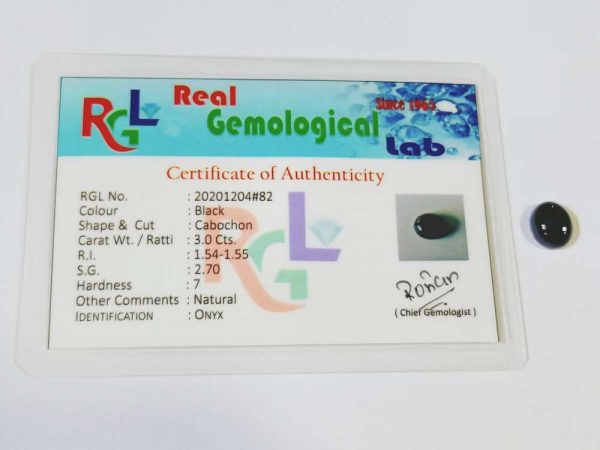 RGL Real Since 1963
Gemological
Lab
Certificate of Authenticity
RGL No. : 20201204#82
Colour : Black
Shape & Cut : Cabochon
Carat Wt. / Ratti : 3.0 Cts.
R.I. : 1.54-1.55
S.G. : 2.70
Hardness : 7
Other Comments : Natural
IDENTIFICATION : ONYX
RGL
( Chief Gemologist )